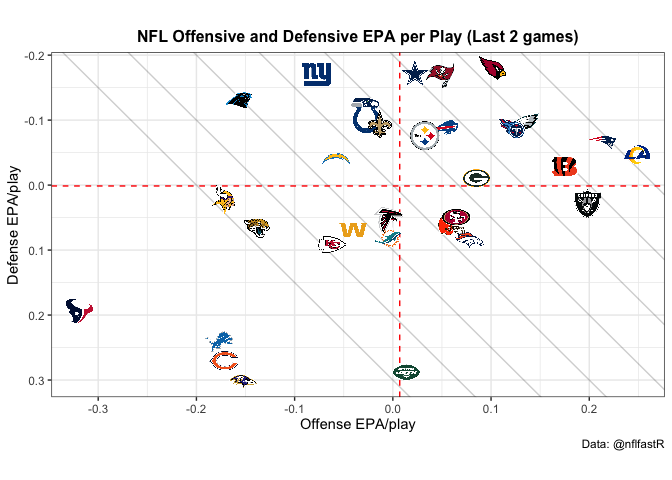 NFL Offensive and Defensive EPA per Play (Last 2 games)
-0.2
-0.1
0.0
0.1
0.2
0.3
Defense EPA/play
ny
W
-0.3
-0.2
-0.1
0.0
0.1
0.2
Offense EPA/play
Data: @nflfastR